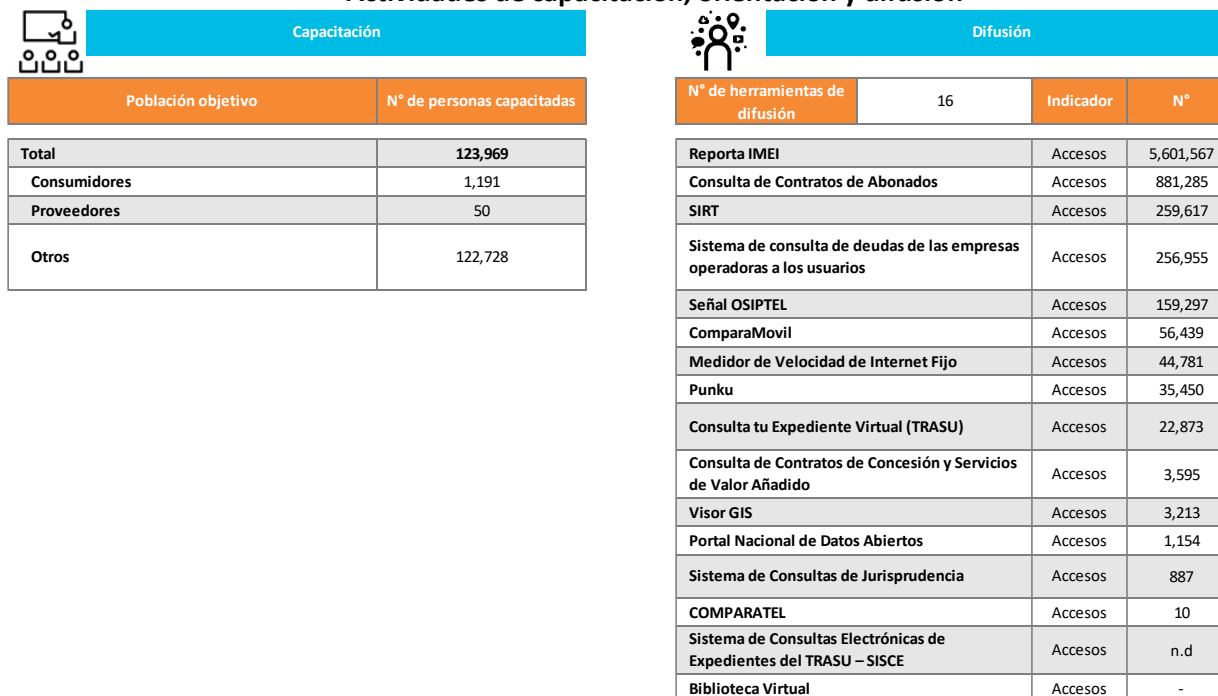 Actividades de capacitación, orientación y difusión
Capacitación
Población objetivo N° de personas capacitadas
Total 123,969
Consumidores 1,191
Proveedores 50
Otros 122,728
Difusión
N° de herramientas de
difusión 16 Indicador N°
Reporta IMEI Accesos 5,601,567
Consulta de Contratos de Abonados Accesos 881,285
SIRT Accesos 259,617
Sistema de consulta de deudas de las empresas
operadoras a los usuarios Accesos 256,955
Señal OSIPTEL Accesos 159,297
ComparaMovil Accesos 56,439
Medidor de Velocidad de Internet Fijo Accesos 44,781
Punku Accesos 35,450
Consulta tu Expediente Virtual (TRASU) Accesos 22,873
Consulta de Contratos de Concesión y Servicios
de Valor Añadido Accesos 3,595
Visor GIS Accesos 3,213
Portal Nacional de Datos Abiertos Accesos 1,154
Sistema de Consultas de Jurisprudencia Accesos 887
COMPARATEL Accesos 10
Sistema de Consultas Electrónicas de
Expedientes del TRASU – SISCE Accesos n.d
Biblioteca Virtual Accesos -